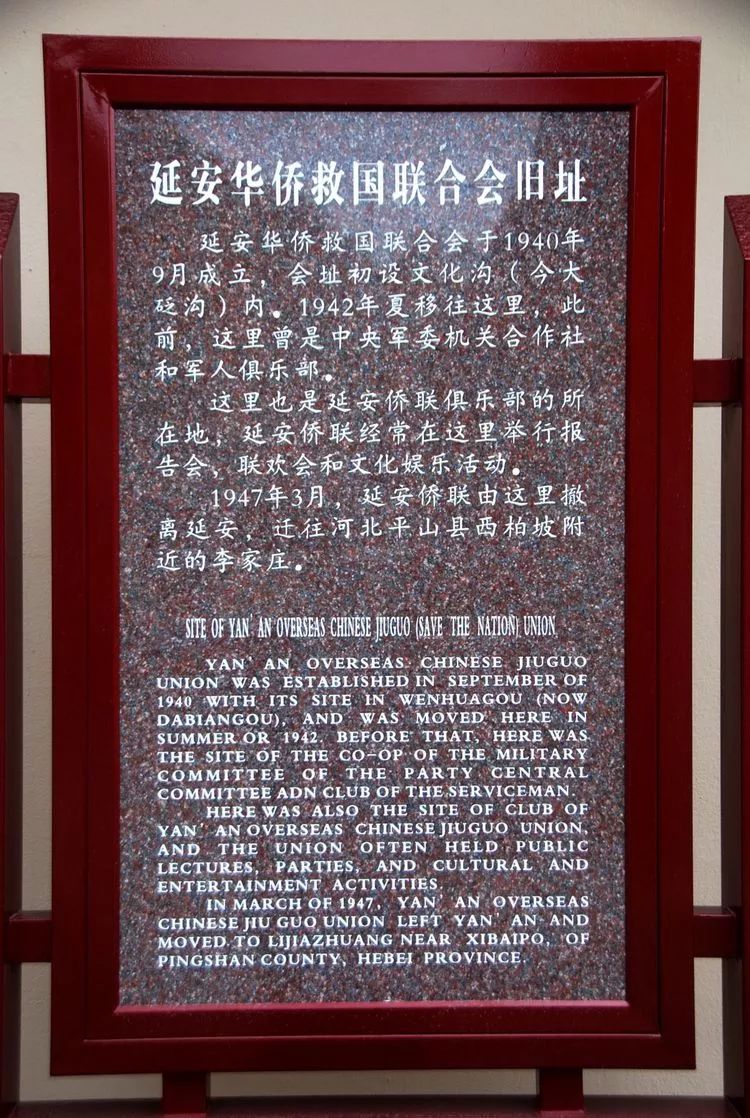 延安华侨救国联合会旧址
延安华侨救国联合会于1940年
9月成立，会址初设文化沟（今大
砭沟）内。1942年夏移往这里，此
前，这里曾是中央军委机关合作社
和军人俱乐部。
这里也是延安侨联俱乐部的所
在地，延安侨联经常在这里举行报
告会，联欢会和文化娱乐活动。
1947年3月，延安侨联由这里撤
离延安，迁往河北平山县西柏坡附
近的李家庄。
SITE OF YAN' AN OVERSEAS CHINESE JIUGUO (SAVE THE NATION) UNION
YAN' AN OVERSEAS CHINESE JIUGUO
UNION WAS ESTABLISHED IN SEPTEMBER OF
1940 WITH ITS SITE IN WENHUAGOU (NOW
DABIANGOU), AND WAS MOVED HERE IN
SUMMER OR 1942. BEFORE THAT, HERE WAS
THE SITE OF THE CO-OP OF THE MILITARY
COMMITTEE OF THE PARTY CENTRAL
COMMITTEE ADN CLUB OF THE SERVICEMAN.
HERE WAS ALSO THE SITE OF CLUB OF
YAN' AN OVERSEAS CHINESE JIUGUO UNION,
AND THE UNION OFTEN HELD PUBLIC
LECTURES, PARTIES, AND CULTURAL AND
ENTERTAINMENT ACTIVITIES.
IN MARCH OF 1947, YAN' AN OVERSEAS
CHINESE JIU GUO UNION LEFT YAN' AN AND
MOVED TO LIJIAZHUANG NEAR XIBAIPO, OF
PINGSHAN COUNTY, HEBEI PROVINCE.